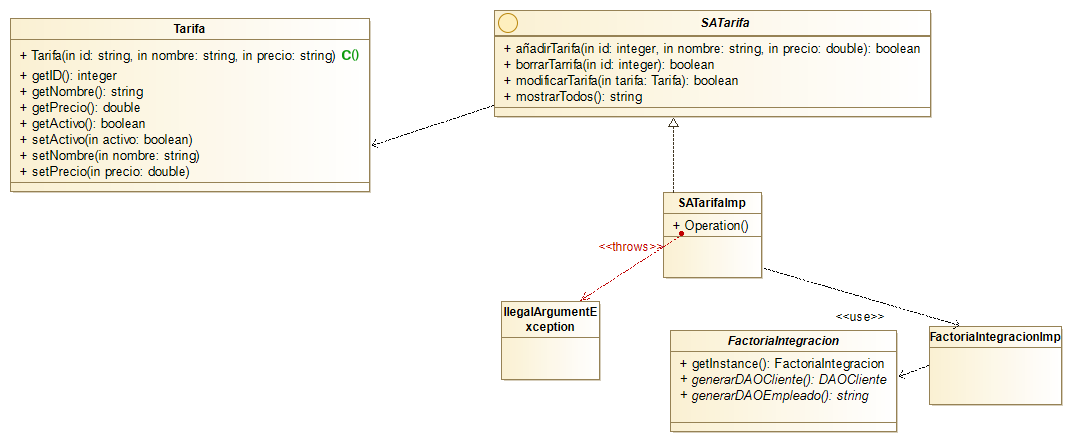 Tarifa
+ Tarifa(in id: string, in nombre: string, in precio: string) C()
+ getID(): integer
+ getNombre(): string
+ getPrecio(): double
+ getActivo(): boolean
+ setActivo(in activo: boolean)
+ setNombre(in nombre: string)
+ setPrecio(in precio: double)
SATarifa
+ añadirTarifa(in id: integer, in nombre: string, in precio: double): boolean
+ borrarTarrifa(in id: integer): boolean
+ modificarTarifa(in tarifa: Tarifa): boolean
+ mostrarTodos(): string
SATarifaImp
+ Operation()
<<throws>>
IlegalArgumentE
xception
<<use>>
FactoriaIntegracion
+ getInstance(): FactoriaIntegracion
+ generarDAOCliente(): DAOCliente
+ generarDAOEmpleado(): string
FactoriaIntegracionImp